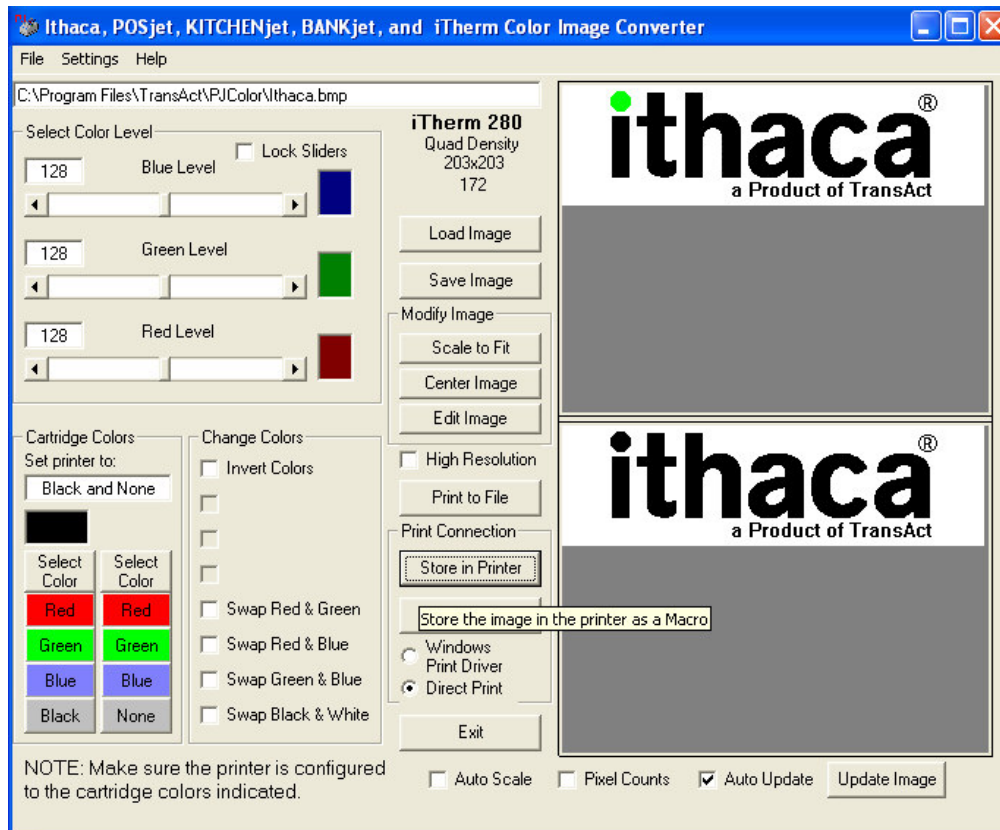 Ithaca, POSjet, KITCHENjet, BANKjet, and iTherm Color Image Converter
File Settings Help
C:\Program Files\TransAct\PJColor\Ithaca.bmp
Select Color Level
Lock Sliders
128
Blue Level
128
Green Level
128
Red Level
iTherm 280
Quad Density
203x203
172
Load Image
Save Image
Modify Image
Scale to Fit
Center Image
Edit Image
High Resolution
Print to File
Print Connection
Store in Printer
Store the image in the printer as a Macro
Windows
Print Driver
Direct Print
Exit
Cartridge Colors
Set printer to:
Black and None
Select
Color
Select
Color
Red
Red
Green
Green
Blue
Blue
Black
None
Change Colors
Invert Colors
Swap Red & Green
Swap Red & Blue
Swap Green & Blue
Swap Black & White
ithaca®
a Product of TransAct
ithaca®
a Product of TransAct
NOTE: Make sure the printer is configured
to the cartridge colors indicated.
Auto Scale
Pixel Counts
Auto Update
Update Image